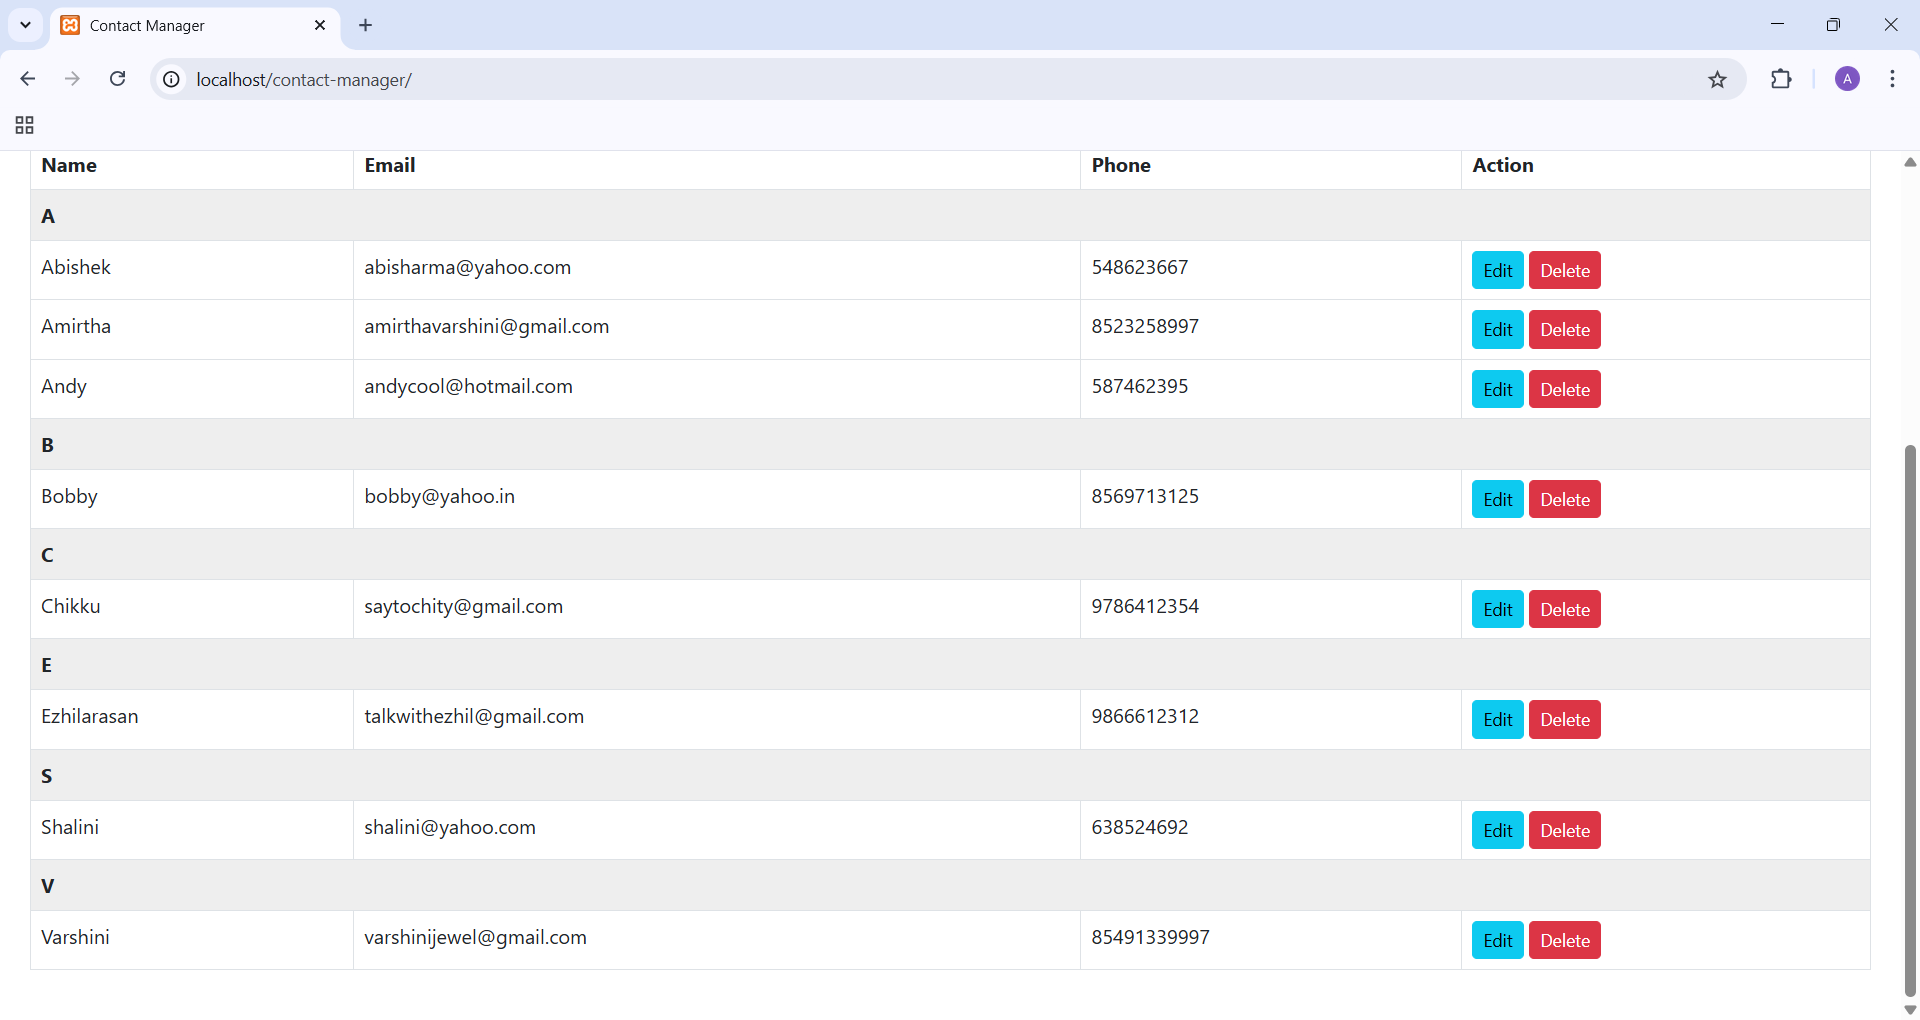 Contact Manager
localhost/contact-manager/
A
Name Email Phone Action
A
Abishek abisharma@yahoo.com 548623667 Edit Delete
Amirtha amirthavarshini@gmail.com 8523258997 Edit Delete
Andy andycool@hotmail.com 587462395 Edit Delete
B
Bobby bobby@yahoo.in 8569713125 Edit Delete
C
Chikku saytochity@gmail.com 9786412354 Edit Delete
E
Ezhilarasan talkwithezhil@gmail.com 9866612312 Edit Delete
S
Shalini shalini@yahoo.com 638524692 Edit Delete
V
Varshini varshinijewel@gmail.com 85491339997 Edit Delete